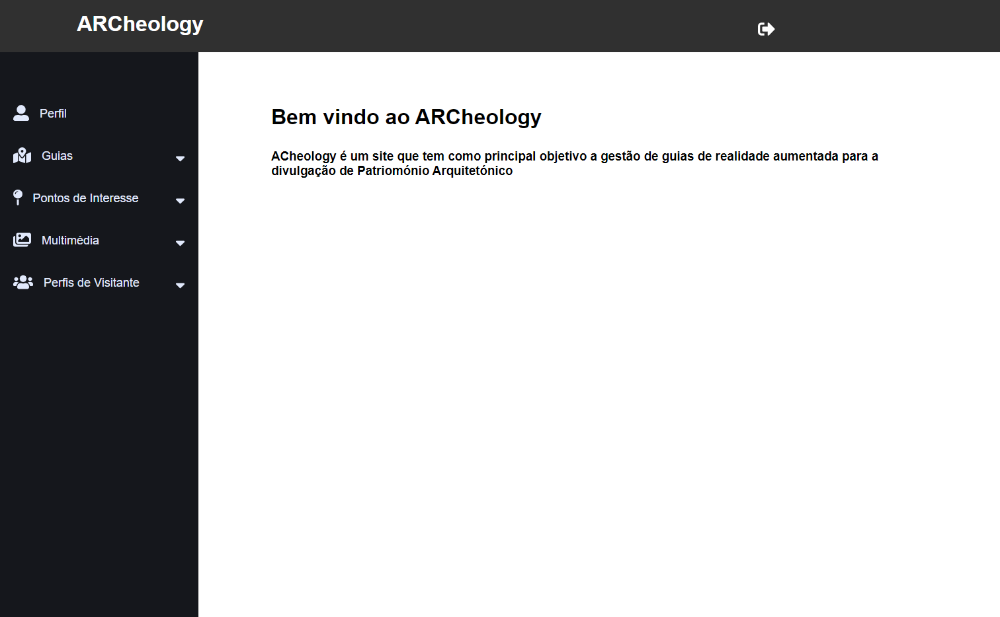 ARCheology
Perfil
Guias
Pontos de Interesse
Multimédia
Perfis de Visitante
Bem vindo ao ARCheology
ACheology é um site que tem como principal objetivo a gestão de guias de realidade aumentada para a
divulgação de Patriomónio Arquitetónico